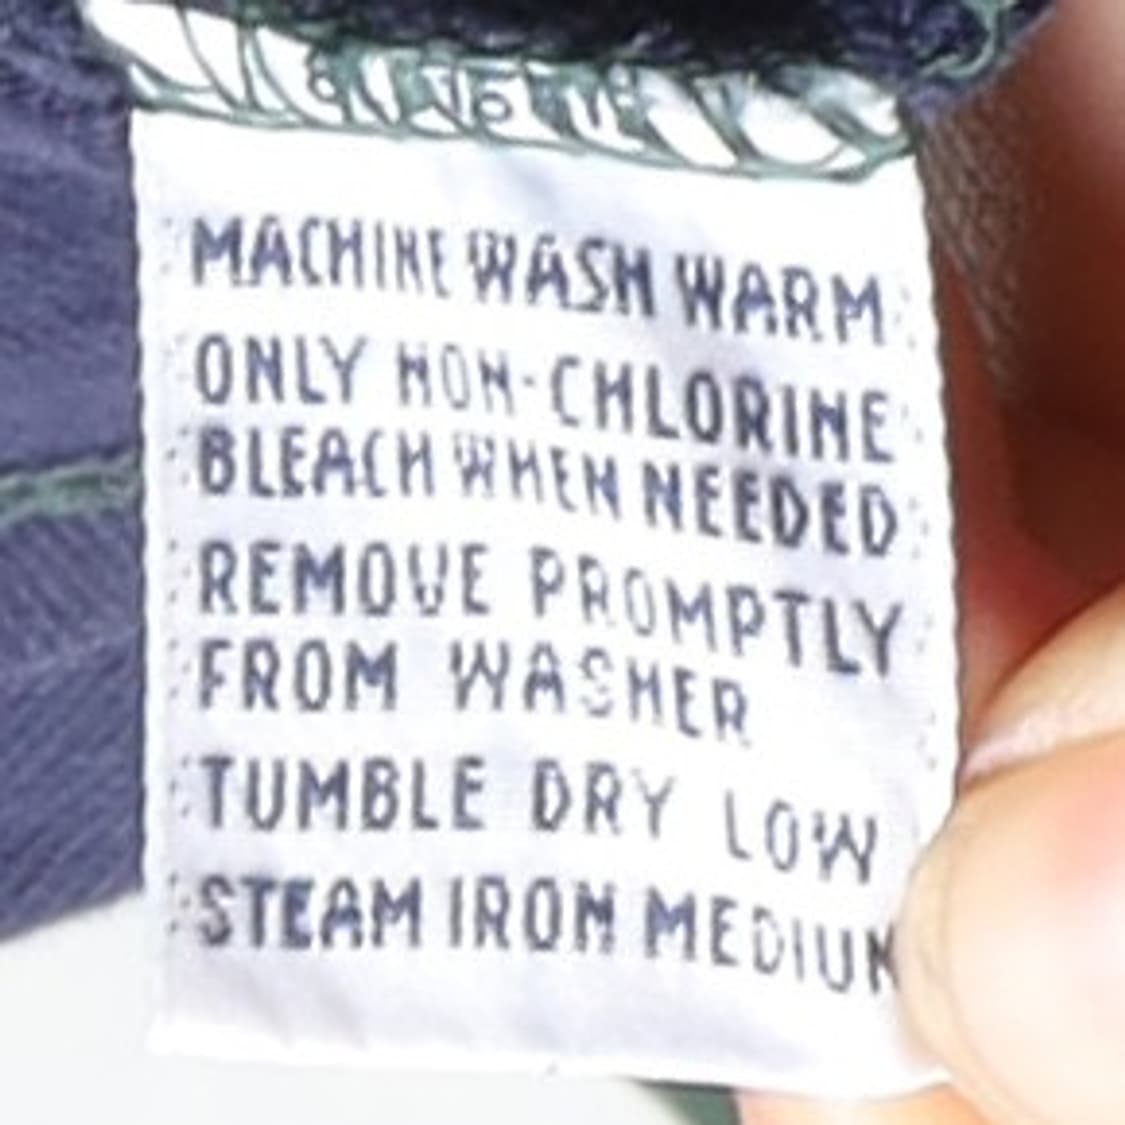 MACHINE WASH WARM
ONLY NON-CHLORINE
BLEACH WHEN NEEDED
REMOVE PROMPTLY
FROM WASHER
TUMBLE DRY LOW
STEAM IRON MEDIUM